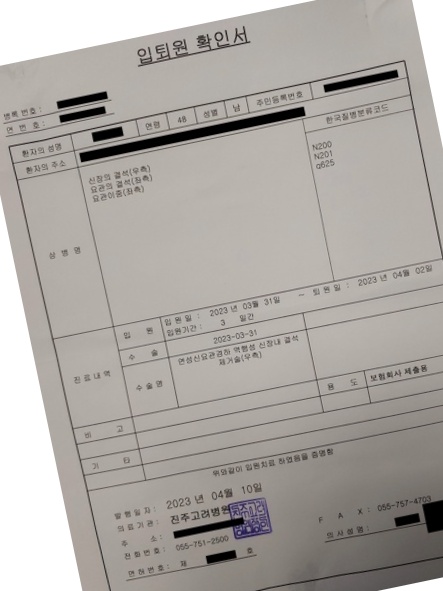 입퇴원 확인서
병록 번호 :
연 번 호 :
환자의 성명 연령 48 성별 남 주민등록번호
환자의 주소 한국질병분류코드
상 병 명
신장의 결석(우측) N200
요관의 결석(좌측) N201
요관이중(좌측) q625
진료내역
입 원 입 원 일 : 2023 년 03월 31일 ~ 퇴 원 일 : 2023 년 04월 02일
입원기간 : 3 일간
수 술 2023-03-31
수 술 명 연성신요관경하 역행성 신장내 결석
제거술(우측)
비 고 용 도 보험회사 제출용
기 타
위와같이 입원치료 하였음을 증명함
발 행 일 자 : 2023 년 04월 10일
의 료 기 관 : 진주고려병원
주 소 :
전 화 번 호 : 055-751-2500 F A X : 055-757-4703
면 허 번 호 : 제 호 의 사 성 명 :